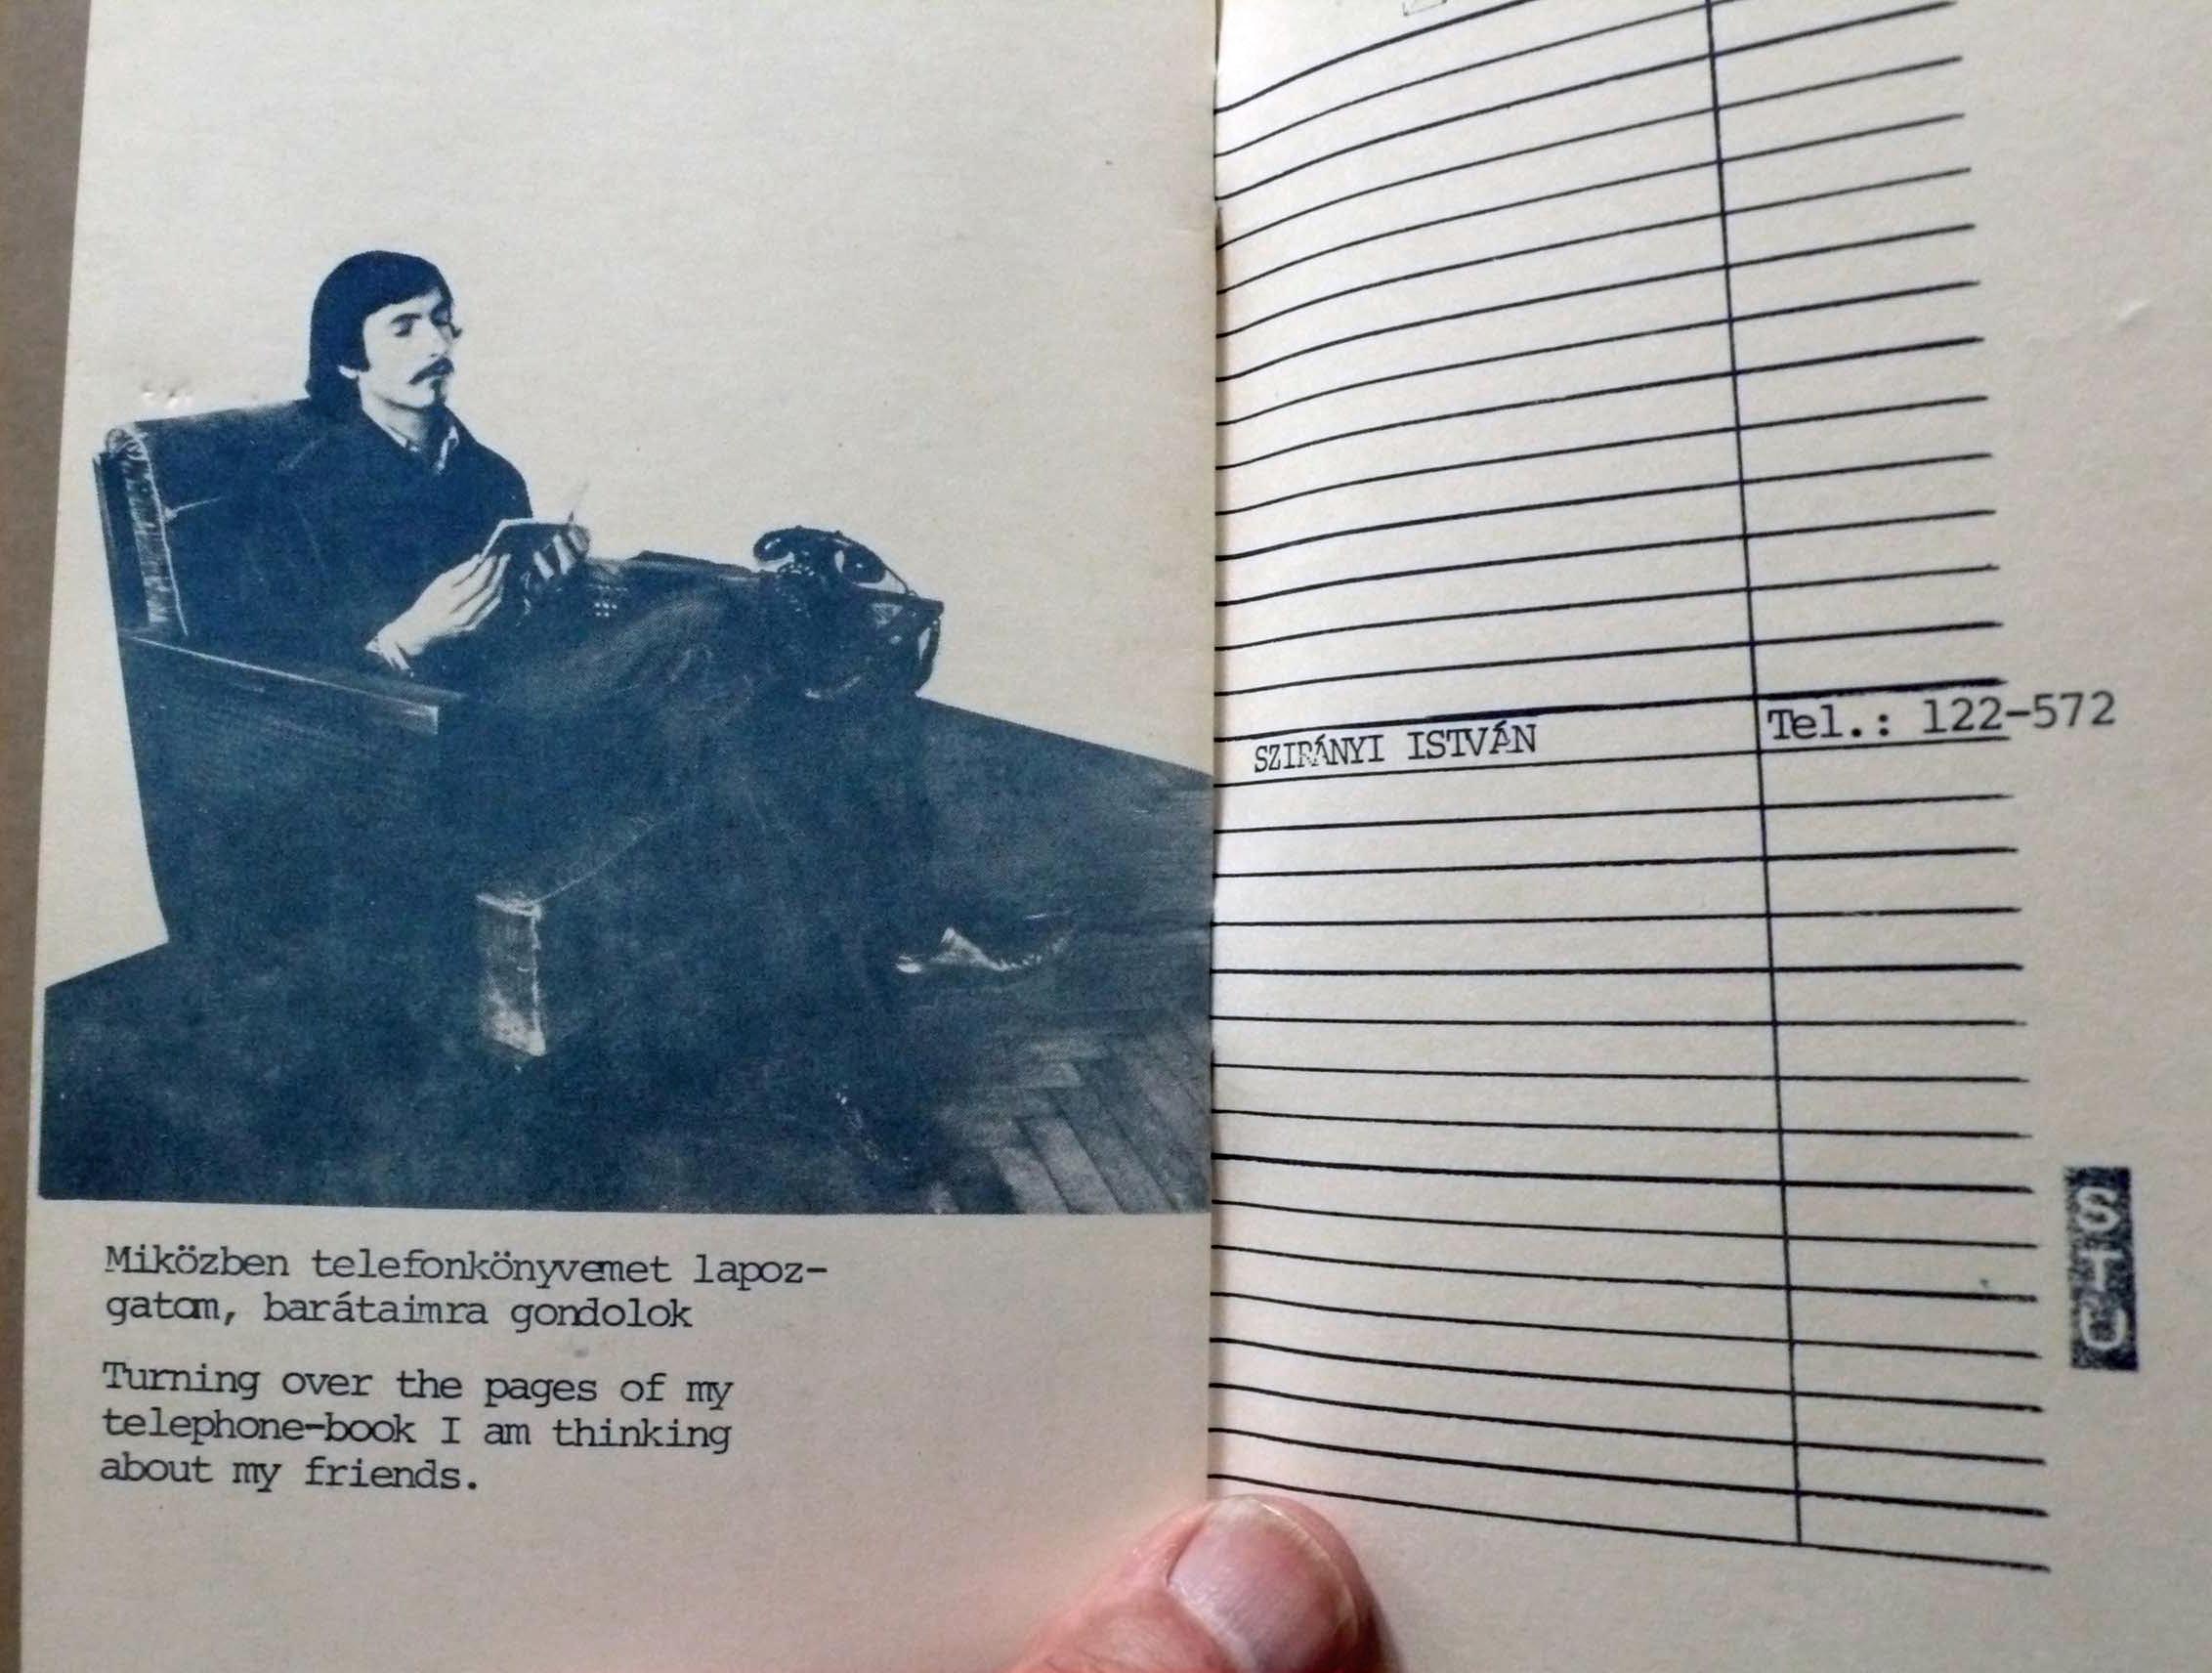 Miközben telefonkönyvemet lapoz-
gatom, barátaimra gondolok
Turning over the pages of my
telephone-book I am thinking
about my friends.
SZIRÁNYI ISTVÁN
Tel.: 122-572
S-TU